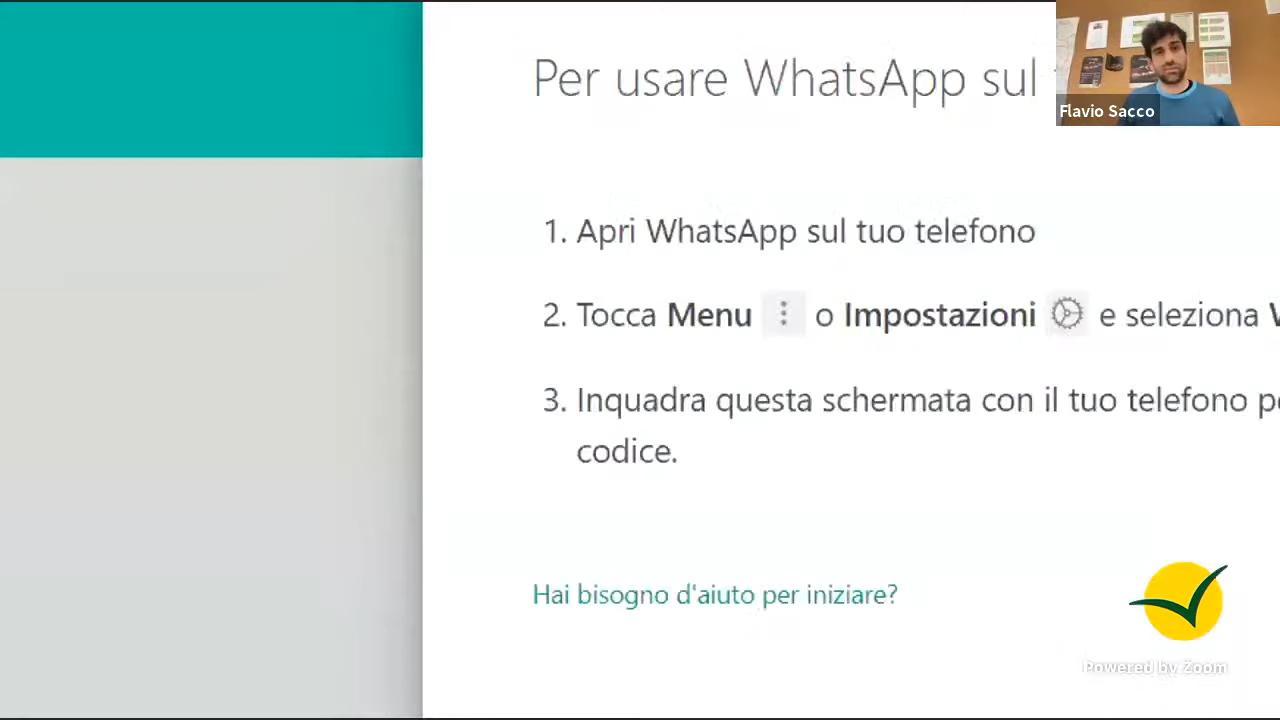 Per usare WhatsApp sul
Flavio Sacco
1. Apri WhatsApp sul tuo telefono
2. Tocca Menu o Impostazioni e seleziona
3. Inquadra questa schermata con il tuo telefono
codice.
Hai bisogno d'aiuto per iniziare?
Powered by Zoom